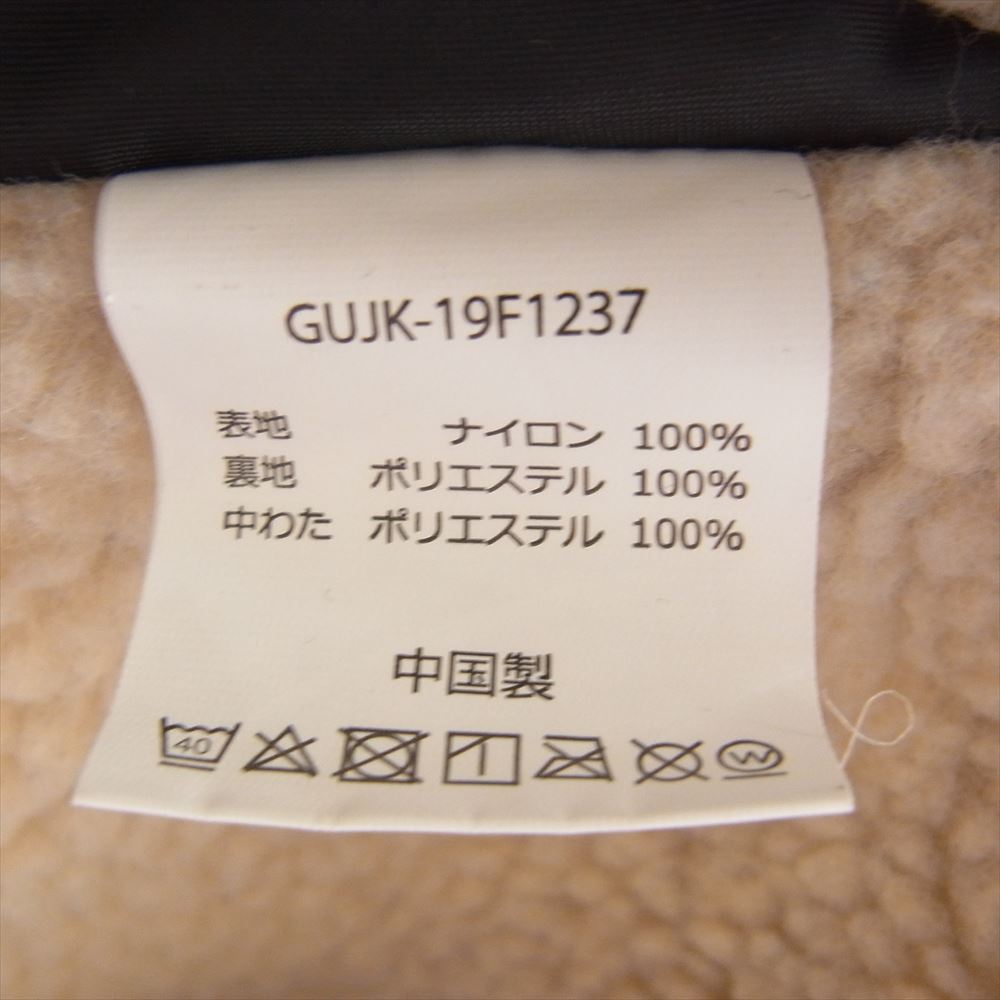 GUJK-19F1237
表地 ナイロン 100%
裏地 ポリエステル 100%
中わた ポリエステル 100%
中国製
40 W